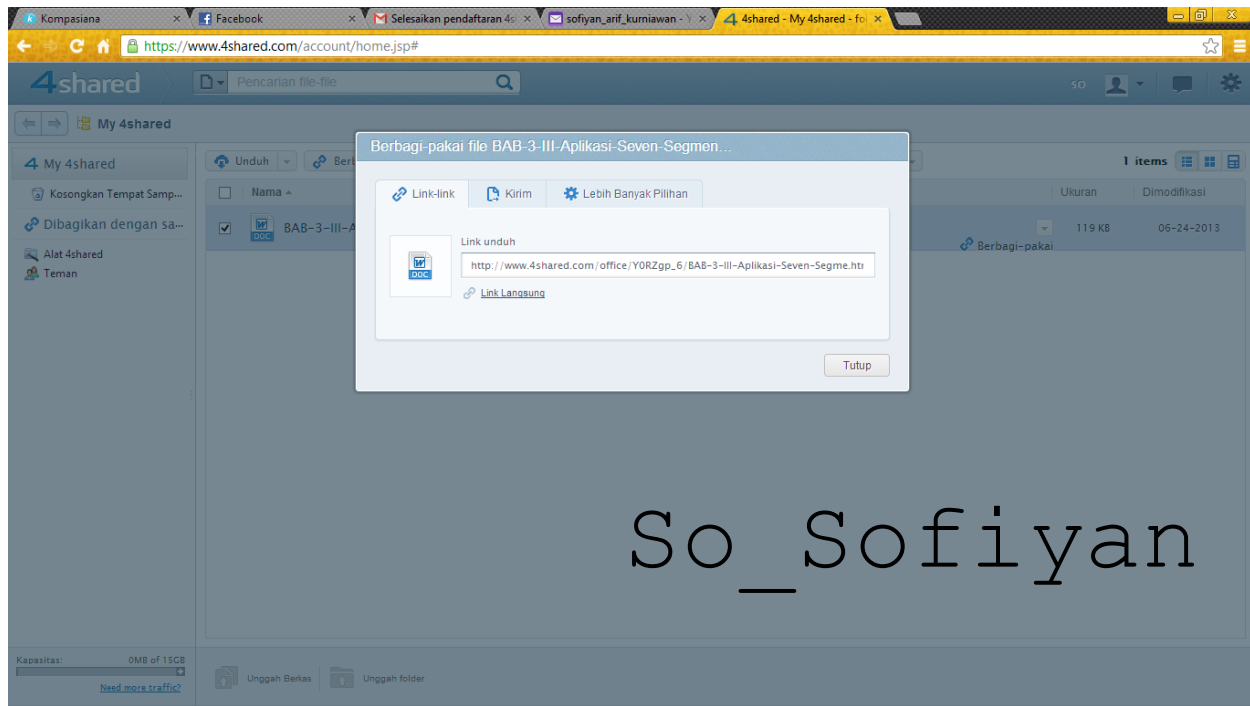 Kompasiana
Facebook
Selesaikan pendaftaran 4s
sofiyan_arif_kurniawan - Y
4shared - My 4shared - fo
https://www.4shared.com/account/home.jsp#
4shared
Pencarian file-file
so
My 4shared
4 My 4shared
Kosongkan Tempat Samp...
Dibagikan dengan sa...
Alat 4shared
Teman
Unduh
Berb
1 items
Nama
Ukuran
Dimodifikasi
DOC
BAB-3-III-A
Berbagi-pakai
119 KB
06-24-2013
Berbagi-pakai file BAB-3-III-Aplikasi-Seven-Segmen...
Link-link
Kirim
Lebih Banyak Pilihan
Link unduh
W
DOC
http://www.4shared.com/office/Y0RZgp_6/BAB-3-III-Aplikasi-Seven-Segme.htm
Link Langsung
Tutup
So_Sofiyan
Kapasitas:
0MB of 15GB
Need more traffic?
Unggah Berkas
Unggah folder